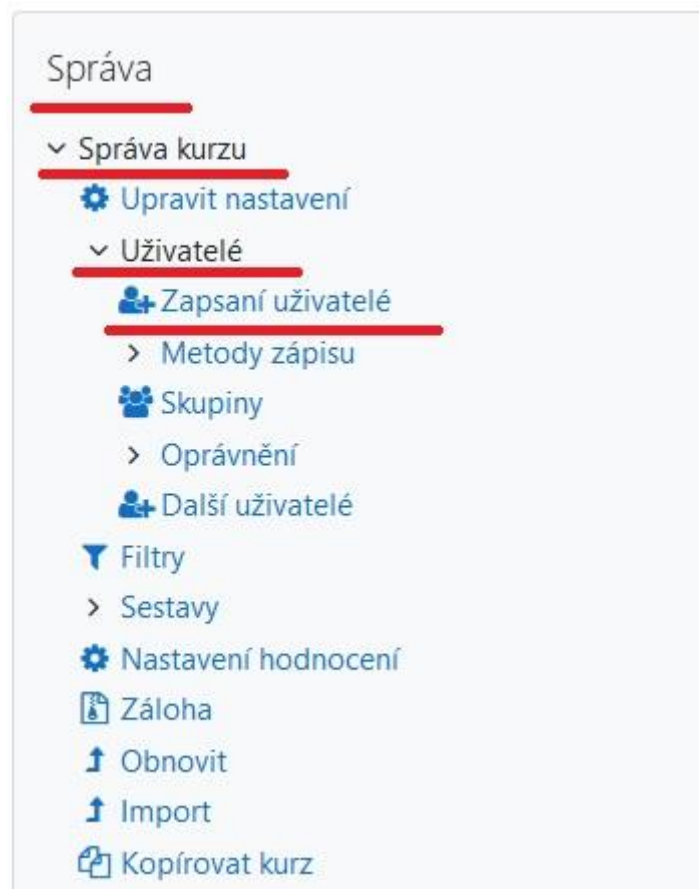 Správa
Správa kurzu
Upravit nastavení
Uživatelé
Zapsaní uživatelé
Metody zápisu
Skupiny
Oprávnění
Další uživatelé
Filtry
Sestavy
Nastavení hodnocení
Záloha
Obnovit
Import
Kopírovat kurz